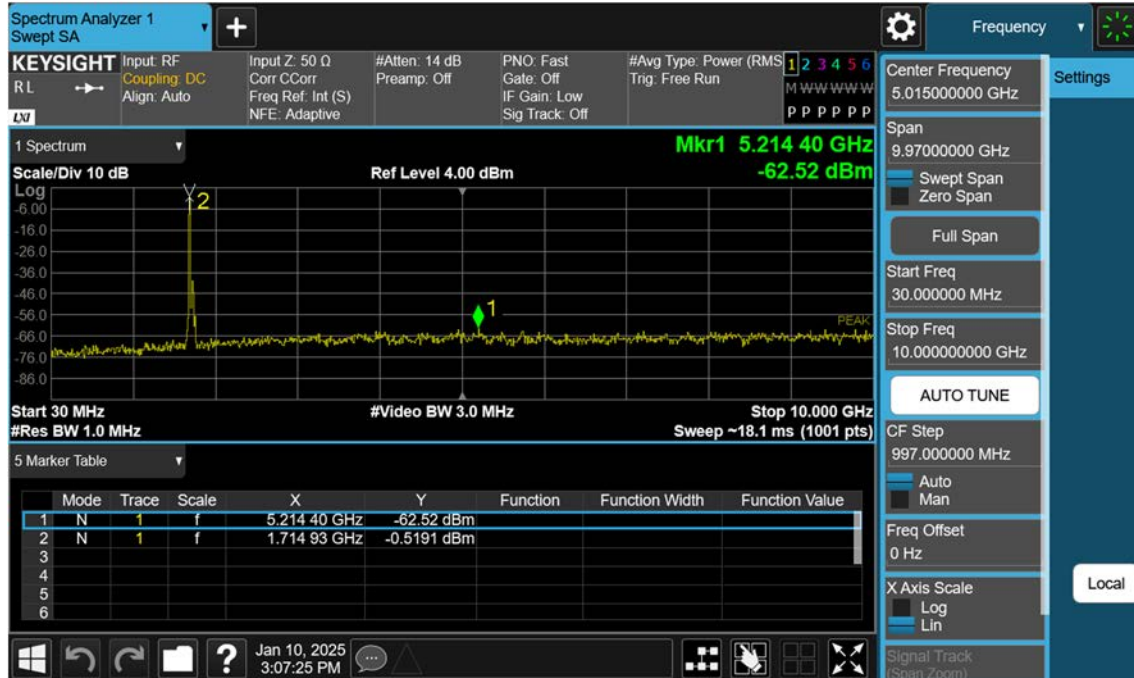 Spectrum Analyzer 1
Swept SA
+
Frequency
KEYSIGHT
R L
LXI
Input: RF
Coupling: DC
Align: Auto
Input Z: 50 Ω
Corr CCorr
Freq Ref: Int (S)
NFE: Adaptive
#Atten: 14 dB
Preamp: Off
PNO: Fast
Gate: Off
IF Gain: Low
Sig Track: Off
#Avg Type: Power (RMS
Trig: Free Run
1 2 3 4 5 6
M W W W W W
P P P P P P
1 Spectrum
Mkr1 5.214 40 GHz
Scale/Div 10 dB Ref Level 4.00 dBm -62.52 dBm
Log
-6.00
-16.0
-26.0
-36.0
-46.0
-56.0
-66.0
-76.0
-86.0
2
1
PEAK
Start 30 MHz #Video BW 3.0 MHz Stop 10.000 GHz
#Res BW 1.0 MHz Sweep ~18.1 ms (1001 pts)
5 Marker Table
Mode Trace Scale X Y Function Function Width Function Value
1 N 1 f 5.214 40 GHz -62.52 dBm
2 N 1 f 1.714 93 GHz -0.5191 dBm
3
4
5
6
?
Jan 10, 2025
3:07:25 PM
Center Frequency
5.015000000 GHz
Span
9.97000000 GHz
Swept Span
Zero Span
Full Span
Start Freq
30.000000 MHz
Stop Freq
10.000000000 GHz
AUTO TUNE
CF Step
997.000000 MHz
Auto
Man
Freq Offset
0 Hz
X Axis Scale
Log
Lin
Signal Track
(Span Zoom)
Settings
Local